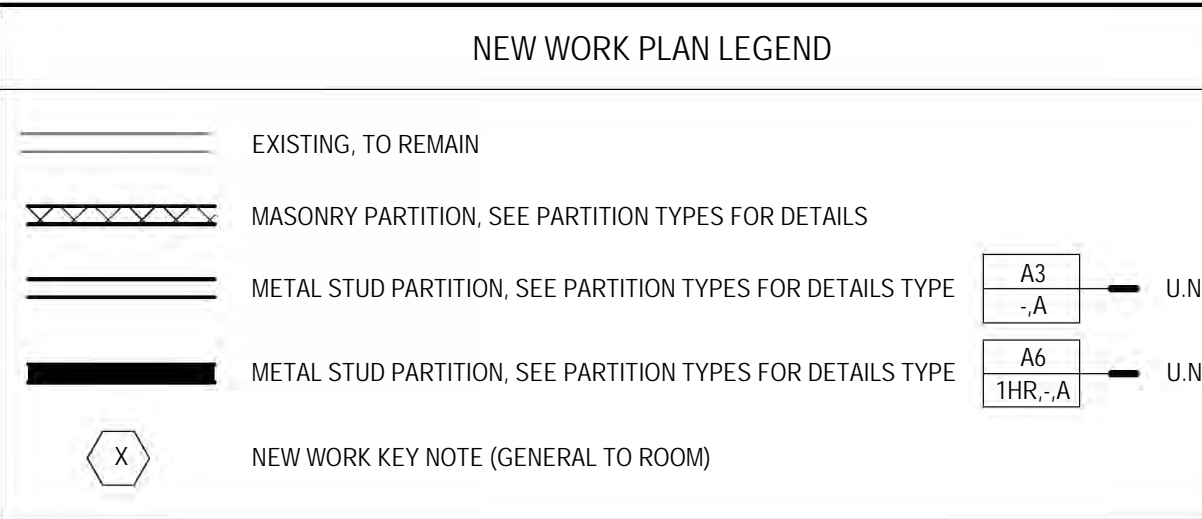 NEW WORK PLAN LEGEND
EXISTING, TO REMAIN
MASONRY PARTITION, SEE PARTITION TYPES FOR DETAILS
METAL STUD PARTITION, SEE PARTITION TYPES FOR DETAILS TYPE A3 U.N
-,A
METAL STUD PARTITION, SEE PARTITION TYPES FOR DETAILS TYPE A6 U.N
1HR,-,A
X NEW WORK KEY NOTE (GENERAL TO ROOM)